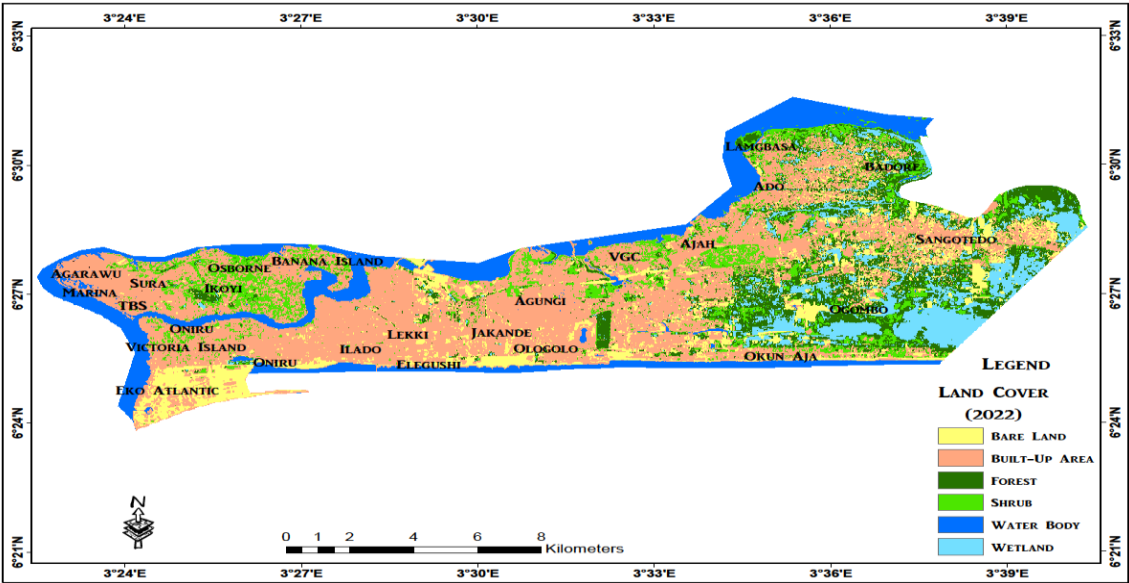 3°24'E 3°27'E 3°30'E 3°33'E 3°36'E 3°39'E
6°33'N 6°33'N
6°30'N 6°30'N
6°27'N 6°27'N
6°24'N 6°24'N
6°21'N 6°21'N
LAMGBASA
BADORE
ADO
AJAH
SANGOTEDO
VGC
BANANA ISLAND
OSBORNE
AGARAWU
SURA
IKOYI
MARINA
TBS
AGUNGI
OGOMBO
ONIRU
LEKKI
JAKANDE
VICTORIA ISLAND
ILADO
OLOGOLO
OKUN AJA
ONIRU
ELEGUSHI
EKO ATLANTIC
LEGEND
LAND COVER
(2022)
BARE LAND
BUILT-UP AREA
FOREST
SHRUB
WATER BODY
WETLAND
N
0 1 2 4 6 8
Kilometers
3°24'E 3°27'E 3°30'E 3°33'E 3°36'E 3°39'E